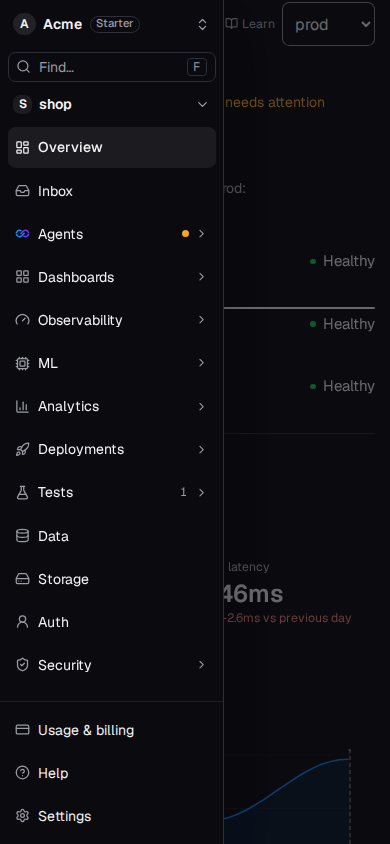 A Acme Starter
Learn
prod
Find... F
S shop
needs attention
Overview
rod:
Inbox
Agents
Healthy
Dashboards
Observability
Healthy
ML
Healthy
Analytics
Deployments
Tests 1
Data
latency
Storage
46ms
-2.6ms vs previous day
Auth
Security
Usage & billing
Help
Settings